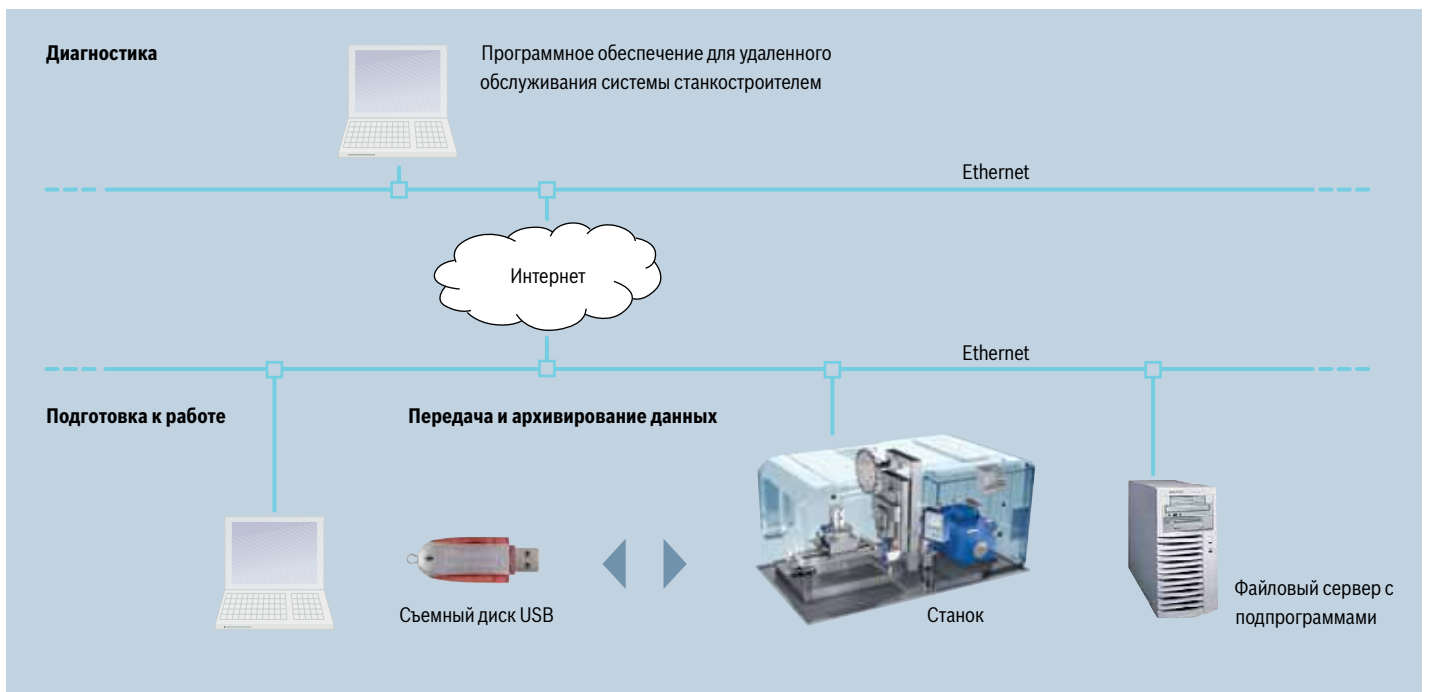 Диагностика
Программное обеспечение для удаленного
обслуживания системы станкостроителем
Ethernet
Интернет
Ethernet
Подготовка к работе
Передача и архивирование данных
Съемный диск USB
Станок
Файловый сервер с
подпрограммами